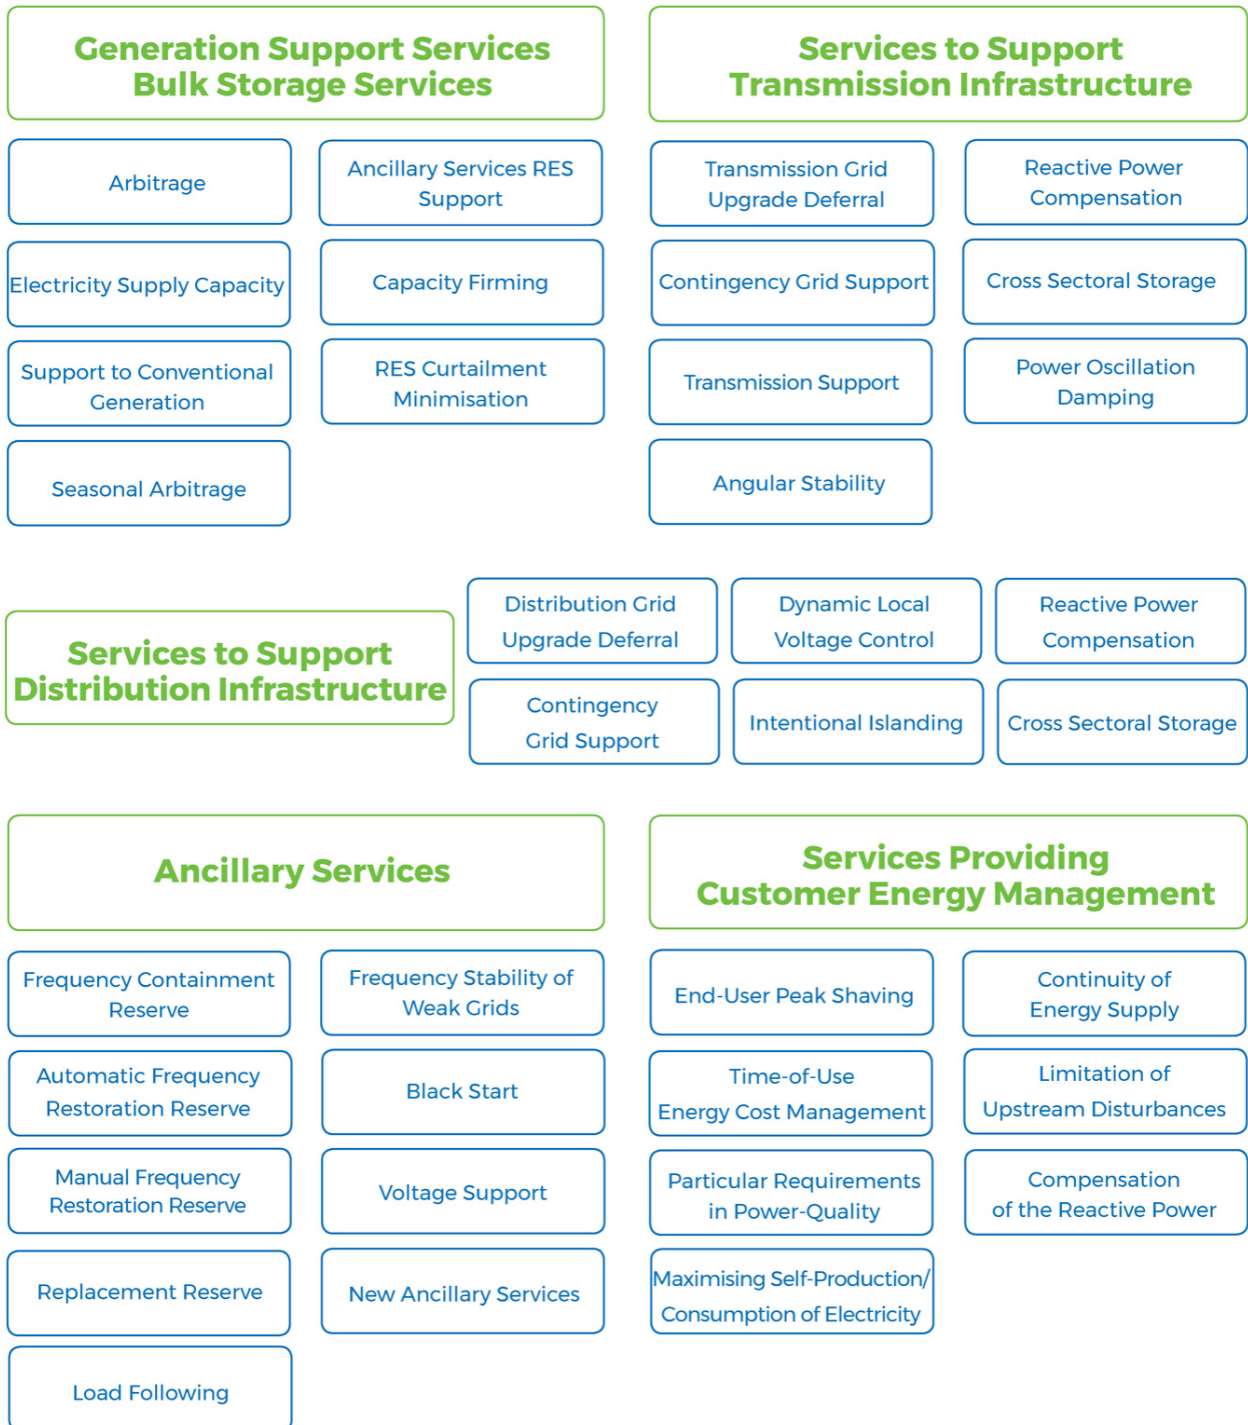 Generation Support Services
Bulk Storage Services
Arbitrage
Ancillary Services RES
Support
Electricity Supply Capacity
Capacity Firming
Support to Conventional
Generation
RES Curtailment
Minimisation
Seasonal Arbitrage
Services to Support
Transmission Infrastructure
Transmission Grid
Upgrade Deferral
Reactive Power
Compensation
Contingency Grid Support
Cross Sectoral Storage
Transmission Support
Power Oscillation
Damping
Angular Stability
Services to Support
Distribution Infrastructure
Distribution Grid
Upgrade Deferral
Dynamic Local
Voltage Control
Reactive Power
Compensation
Contingency
Grid Support
Intentional Islanding
Cross Sectoral Storage
Ancillary Services
Frequency Containment
Reserve
Frequency Stability of
Weak Grids
Automatic Frequency
Restoration Reserve
Black Start
Manual Frequency
Restoration Reserve
Voltage Support
Replacement Reserve
New Ancillary Services
Load Following
Services Providing
Customer Energy Management
End-User Peak Shaving
Continuity of
Energy Supply
Time-of-Use
Energy Cost Management
Limitation of
Upstream Disturbances
Particular Requirements
in Power-Quality
Compensation
of the Reactive Power
Maximising Self-Production/
Consumption of Electricity